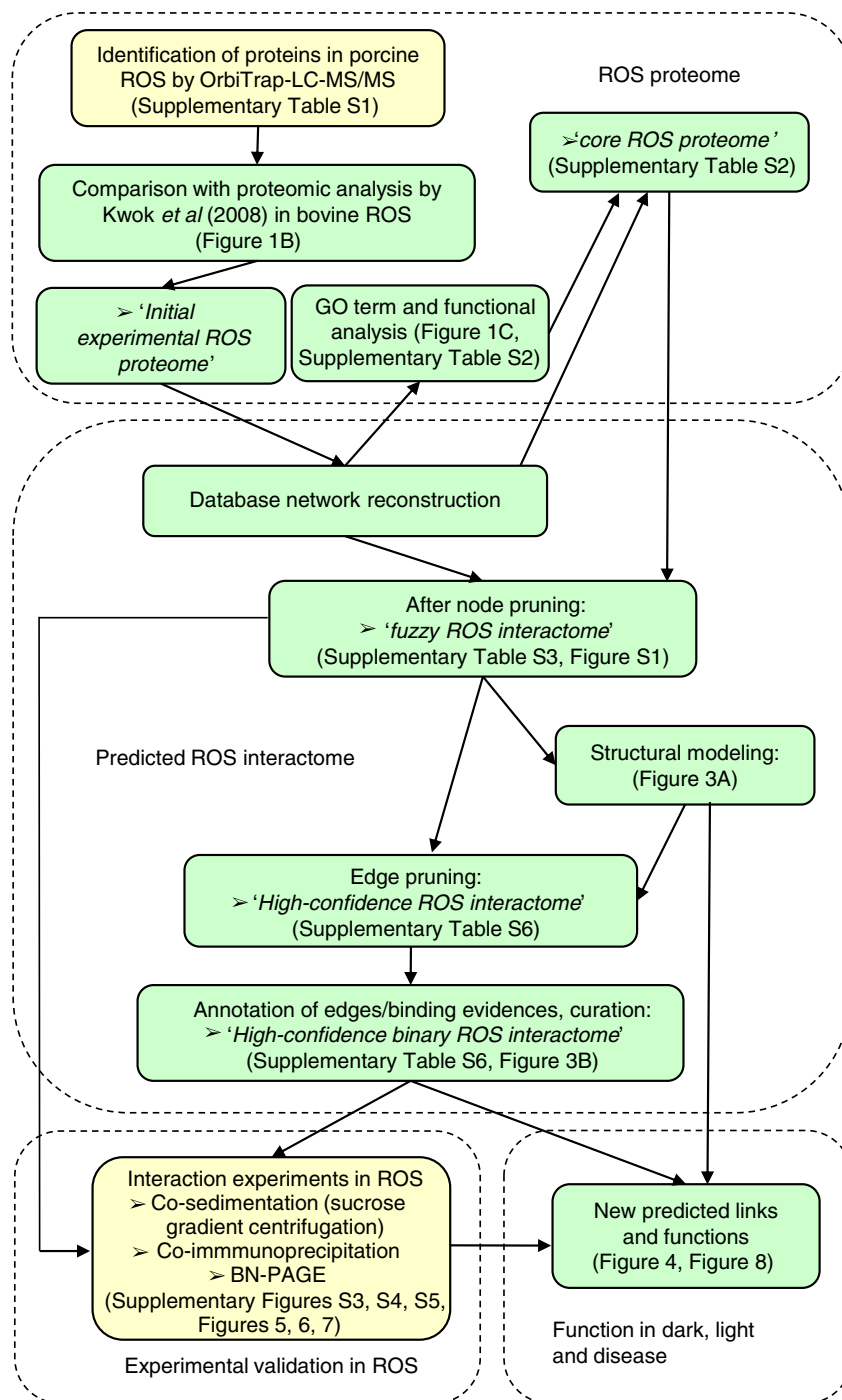 Identification of proteins in porcine
ROS by OrbiTrap-LC-MS/MS
(Supplementary Table S1)
ROS proteome
➢'core ROS proteome'
(Supplementary Table S2)
Comparison with proteomic analysis by
Kwok et al (2008) in bovine ROS
(Figure 1B)
➢ 'Initial
experimental ROS
proteome'
GO term and functional
analysis (Figure 1C,
Supplementary Table S2)
Database network reconstruction
After node pruning:
➢ 'fuzzy ROS interactome'
(Supplementary Table S3, Figure S1)
Predicted ROS interactome
Structural modeling:
(Figure 3A)
Edge pruning:
➢ 'High-confidence ROS interactome'
(Supplementary Table S6)
Annotation of edges/binding evidences, curation:
➢ 'High-confidence binary ROS interactome'
(Supplementary Table S6, Figure 3B)
Interaction experiments in ROS
➢ Co-sedimentation (sucrose
gradient centrifugation)
➢ Co-immmunoprecipitation
➢ BN-PAGE
(Supplementary Figures S3, S4, S5,
Figures 5, 6, 7)
Experimental validation in ROS
New predicted links
and functions
(Figure 4, Figure 8)
Function in dark, light
and disease